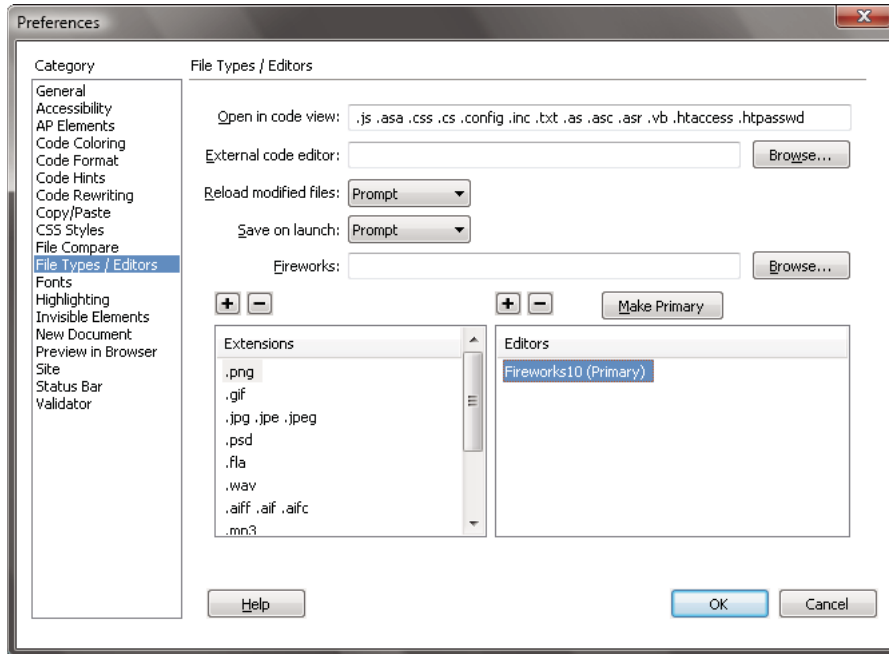 Preferences
Category
General
Accessibility
AP Elements
Code Coloring
Code Format
Code Hints
Code Rewriting
Copy/Paste
CSS Styles
File Compare
File Types / Editors
Fonts
Highlighting
Invisible Elements
New Document
Preview in Browser
Site
Status Bar
Validator
File Types / Editors
Open in code view: .js .asa .css .cs .config .inc .txt .as .asc .asr .vb .htaccess .htpasswd
External code editor: Browse...
Reload modified files: Prompt
Save on launch: Prompt
Fireworks: Browse...
Make Primary
Extensions
.png
.gif
.jpg .jpe .jpeg
.psd
.fla
.wav
.aiff .aif .aifc
.mp3
Editors
Fireworks10 (Primary)
Help OK Cancel